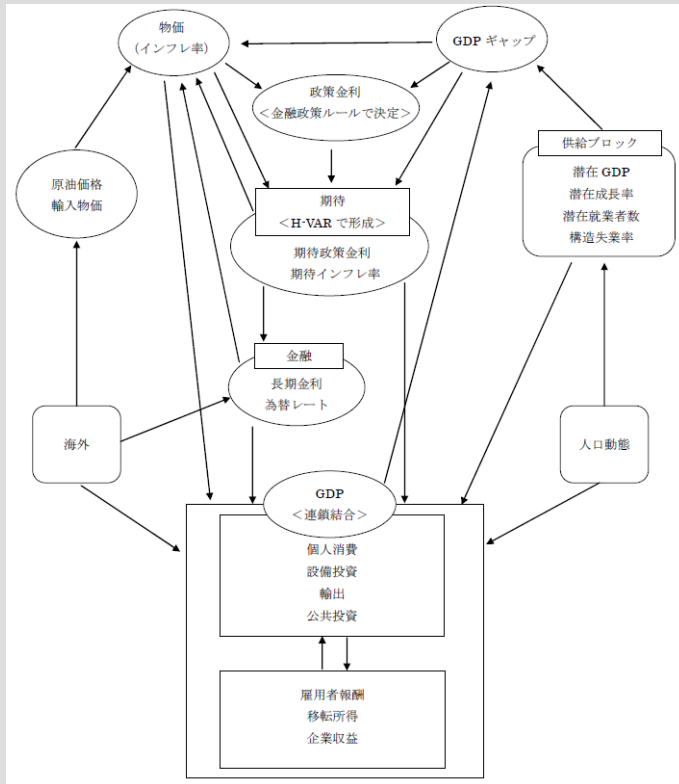 物価
(インフレ率)
GDP ギャップ
政策金利
<金融政策ルールで決定>
供給ブロック
潜在 GDP
潜在成長率
潜在就業者数
構造失業率
原油価格
輸入物価
期待
<H-VAR で形成>
期待政策金利
期待インフレ率
金融
長期金利
為替レート
海外
人口動態
GDP
<連鎖結合>
個人消費
設備投資
輸出
公共投資
雇用者報酬
移転所得
企業収益